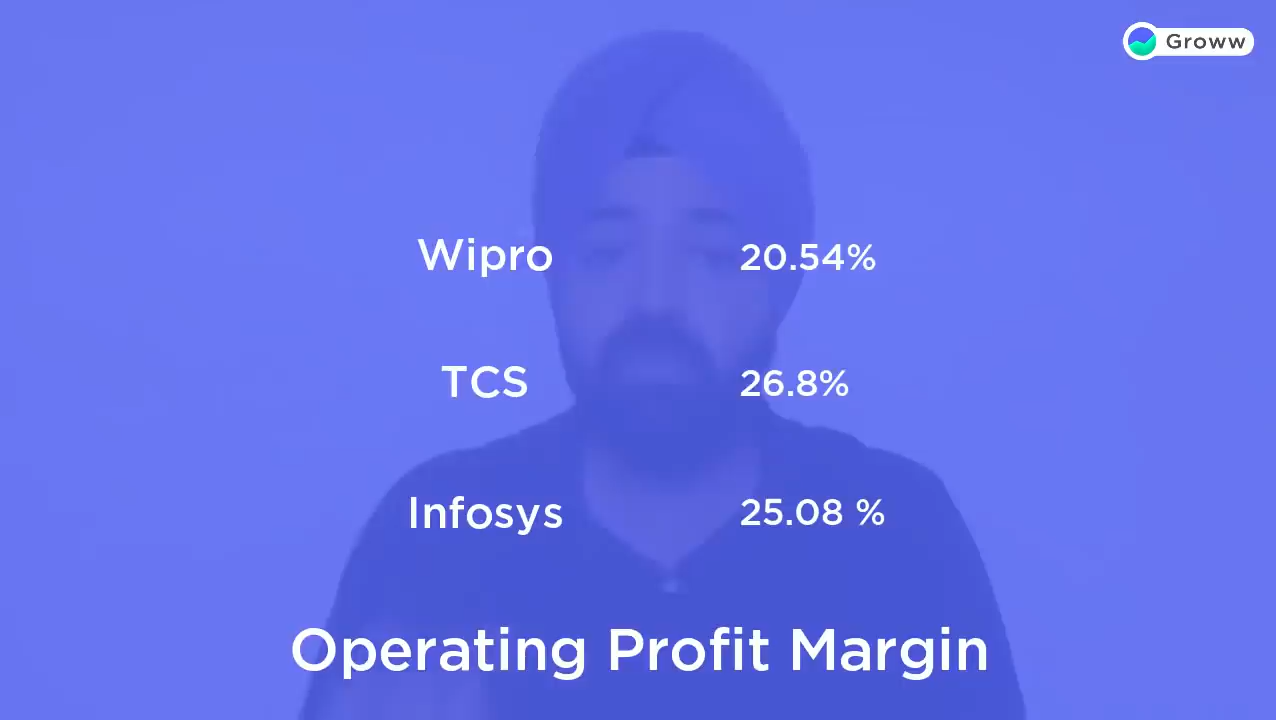 Groww
Wipro 20.54%
TCS 26.8%
Infosys 25.08 %
Operating Profit Margin